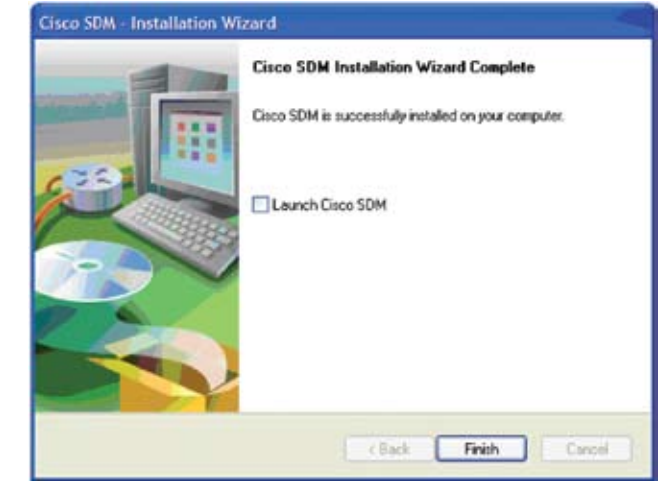 Cisco SDM - Installation Wizard
Cisco SDM Installation Wizard Complete
Cisco SDM is successfully installed on your computer.
Launch Cisco SDM
< Back
Finish
Cancel